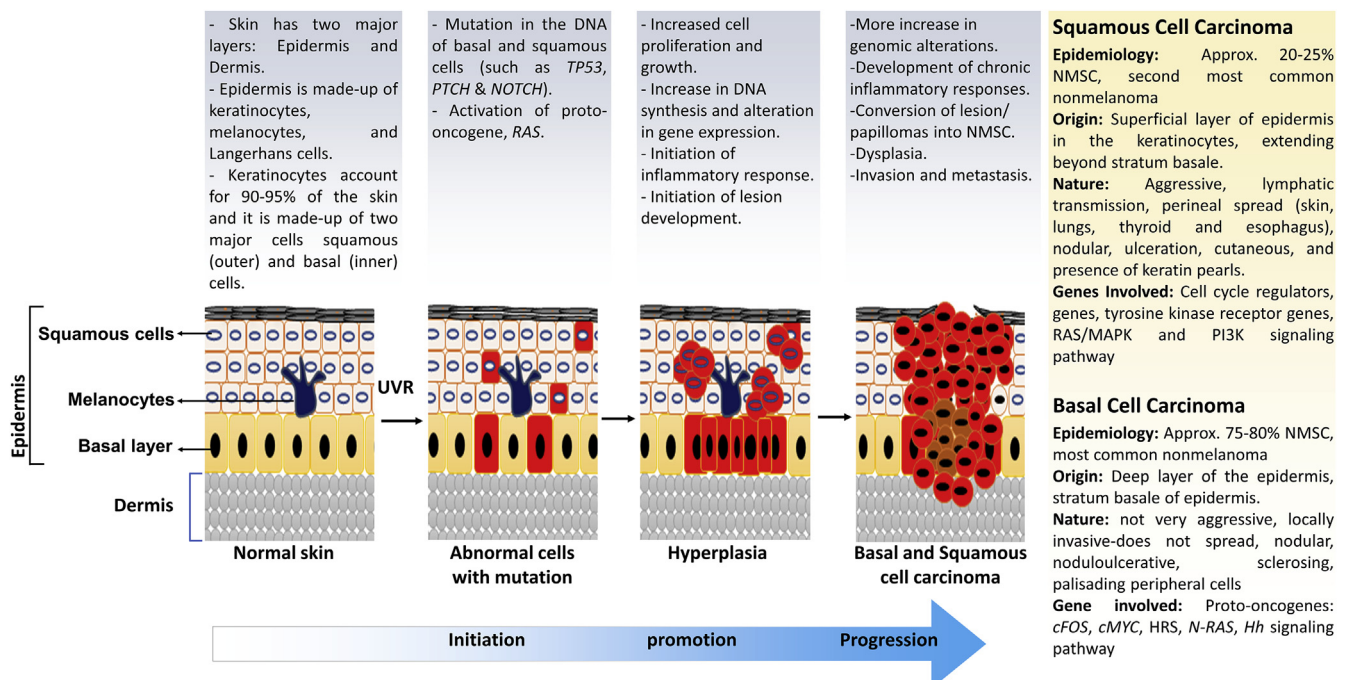 - Skin has two major
layers: Epidermis and
Dermis.
- Epidermis is made-up of
keratinocytes,
melanocytes, and
Langerhans cells.
- Keratinocytes account
for 90-95% of the skin
and it is made-up of two
major cells squamous
(outer) and basal (inner)
cells.
- Mutation in the DNA
of basal and squamous
cells (such as TP53,
PTCH & NOTCH).
- Activation of proto-
oncogene, RAS.
- Increased cell
proliferation and
growth.
- Increase in DNA
synthesis and alteration
in gene expression.
- Initiation of
inflammatory response.
- Initiation of lesion
development.
-More increase in
genomic alterations.
-Development of chronic
inflammatory responses.
-Conversion of lesion/
papillomas into NMSC.
-Dysplasia.
-Invasion and metastasis.
Epidermis
Squamous cells
Melanocytes
Basal layer
Dermis
UVR
Normal skin
Abnormal cells
with mutation
Hyperplasia
Basal and Squamous
cell carcinoma
Initiation
promotion
Progression
Squamous Cell Carcinoma
Epidemiology: Approx. 20-25%
NMSC, second most common
nonmelanoma
Origin: Superficial layer of epidermis
in the keratinocytes, extending
beyond stratum basale.
Nature: Aggressive, lymphatic
transmission, perineal spread (skin,
lungs, thyroid and esophagus),
nodular, ulceration, cutaneous, and
presence of keratin pearls.
Genes Involved: Cell cycle regulators,
genes, tyrosine kinase receptor genes,
RAS/MAPK and PI3K signaling
pathway
Basal Cell Carcinoma
Epidemiology: Approx. 75-80% NMSC,
most common nonmelanoma
Origin: Deep layer of the epidermis,
stratum basale of epidermis.
Nature: not very aggressive, locally
invasive-does not spread, nodular,
noduloulcerative, sclerosing,
palisading peripheral cells
Gene involved: Proto-oncogenes:
cFOS, cMYC, HRS, N-RAS, Hh signaling
pathway